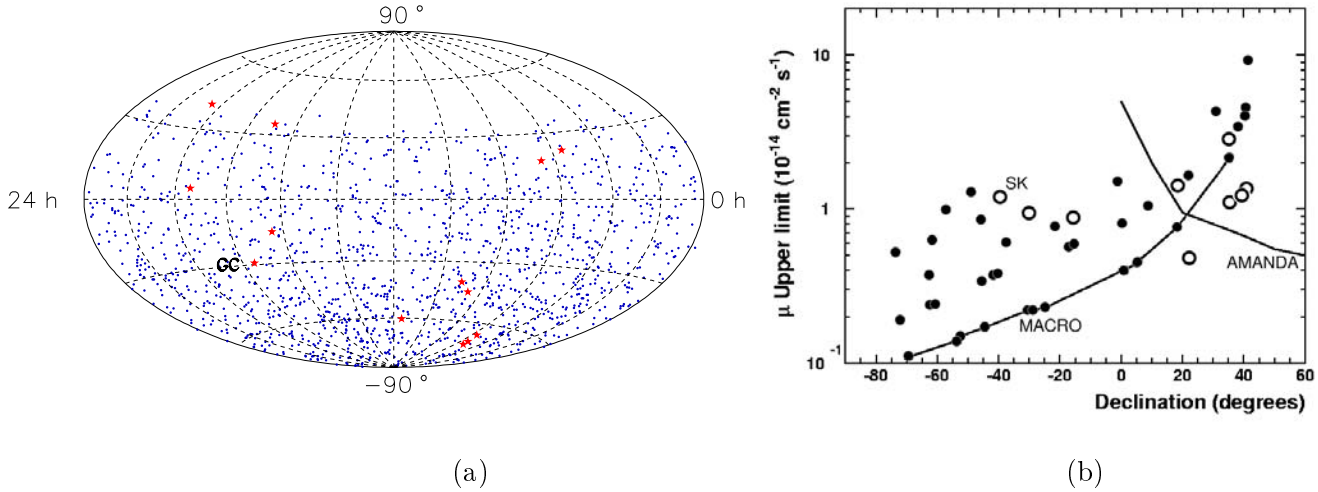 90 °
24 h
0 h
GC
−90 °
(a)
μ Upper limit (10⁻¹⁴ cm⁻² s⁻¹)
10
1
10⁻¹
SK
MACRO
AMANDA
-80 -60 -40 -20 0 20 40 60
Declination (degrees)
(b)